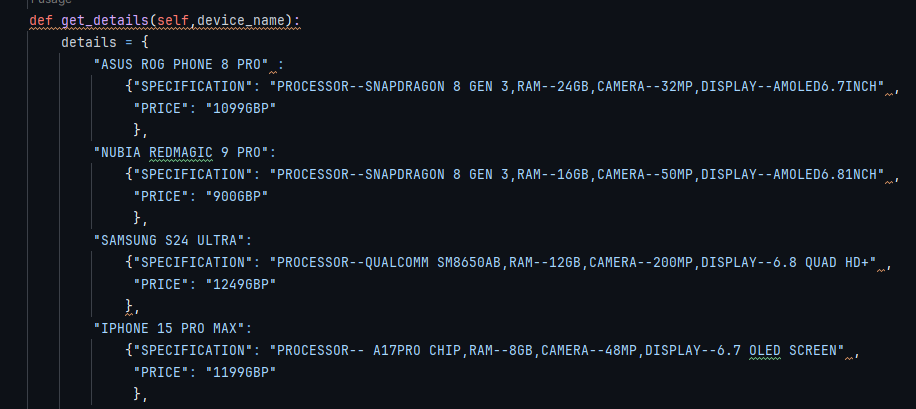 1 usage
def get_details(self,device_name):
details = {
"ASUS ROG PHONE 8 PRO" :
{"SPECIFICATION": "PROCESSOR--SNAPDRAGON 8 GEN 3,RAM--24GB,CAMERA--32MP,DISPLAY--AMOLED6.7INCH" ,
"PRICE": "1099GBP"
},
"NUBIA REDMAGIC 9 PRO":
{"SPECIFICATION": "PROCESSOR--SNAPDRAGON 8 GEN 3,RAM--16GB,CAMERA--50MP,DISPLAY--AMOLED6.81NCH" ,
"PRICE": "900GBP"
},
"SAMSUNG S24 ULTRA":
{"SPECIFICATION": "PROCESSOR--QUALCOMM SM8650AB,RAM--12GB,CAMERA--200MP,DISPLAY--6.8 QUAD HD+" ,
"PRICE": "1249GBP"
},
"IPHONE 15 PRO MAX":
{"SPECIFICATION": "PROCESSOR-- A17PRO CHIP,RAM--8GB,CAMERA--48MP,DISPLAY--6.7 OLED SCREEN" ,
"PRICE": "1199GBP"
},